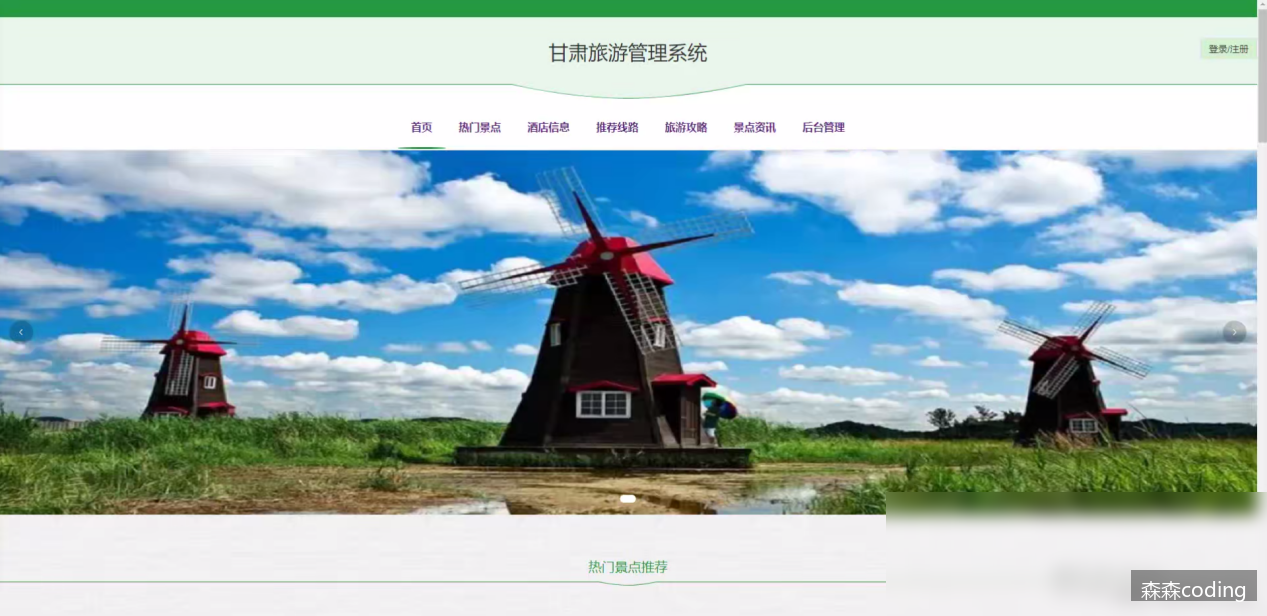 甘肃旅游管理系统
登录/注册
首页 热门景点 酒店信息 推荐线路 旅游攻略 景点资讯 后台管理
热门景点推荐
森森coding